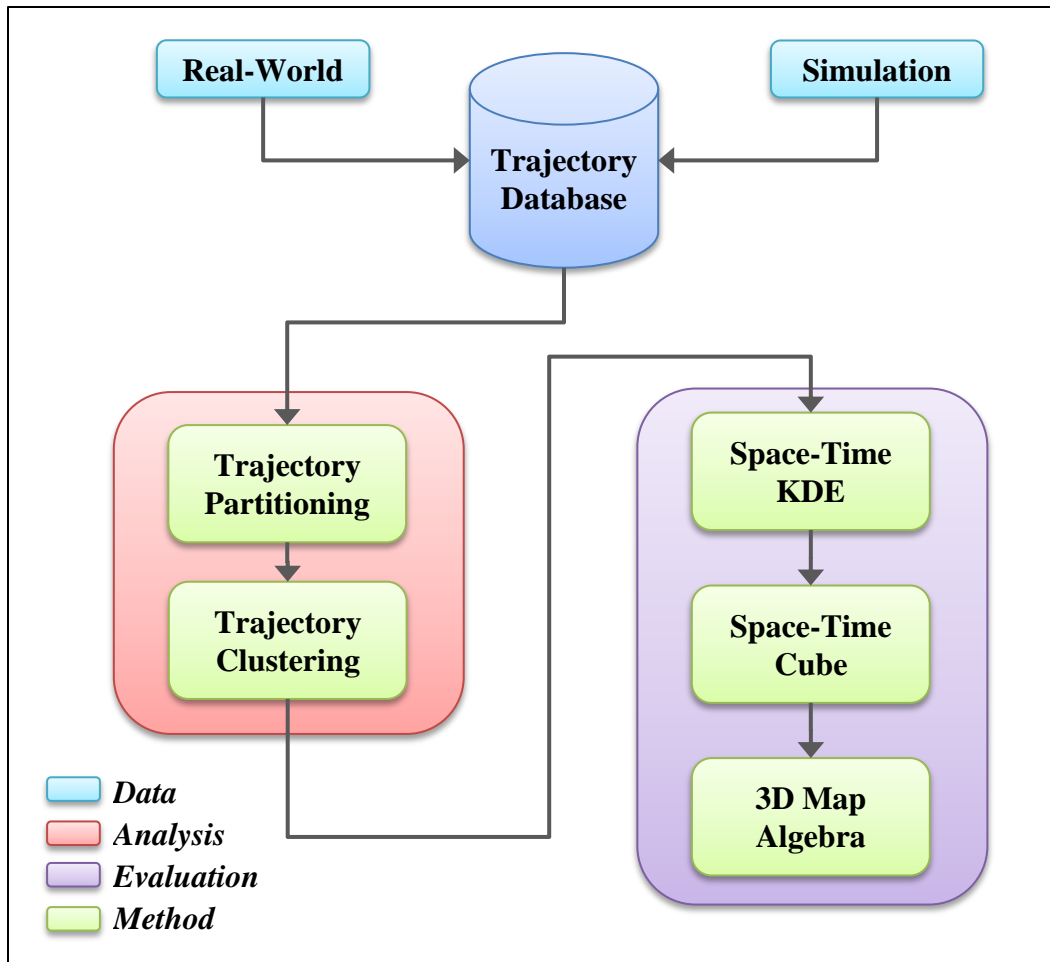 Real-World
Simulation
Trajectory
Database
Trajectory
Partitioning
Trajectory
Clustering
Space-Time
KDE
Space-Time
Cube
3D Map
Algebra
Data
Analysis
Evaluation
Method